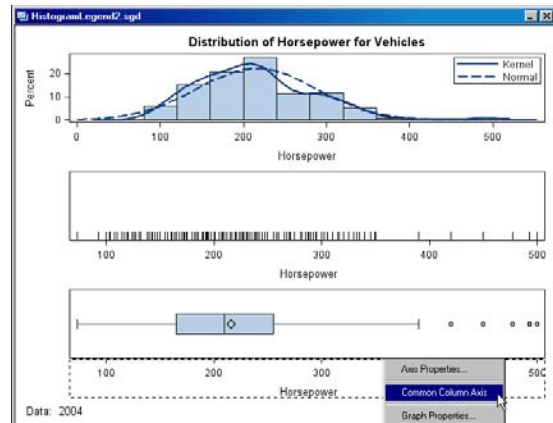 HistogramLegend2.sgd
Distribution of Horsepower for Vehicles
Percent
20
10
0
Kernel
Normal
0 100 200 300 400 500
Horsepower
100 200 300 400 500
Horsepower
100 200 300 500
Horsepower
Axis Properties...
Common Column Axis
Graph Properties...
Data: 2004